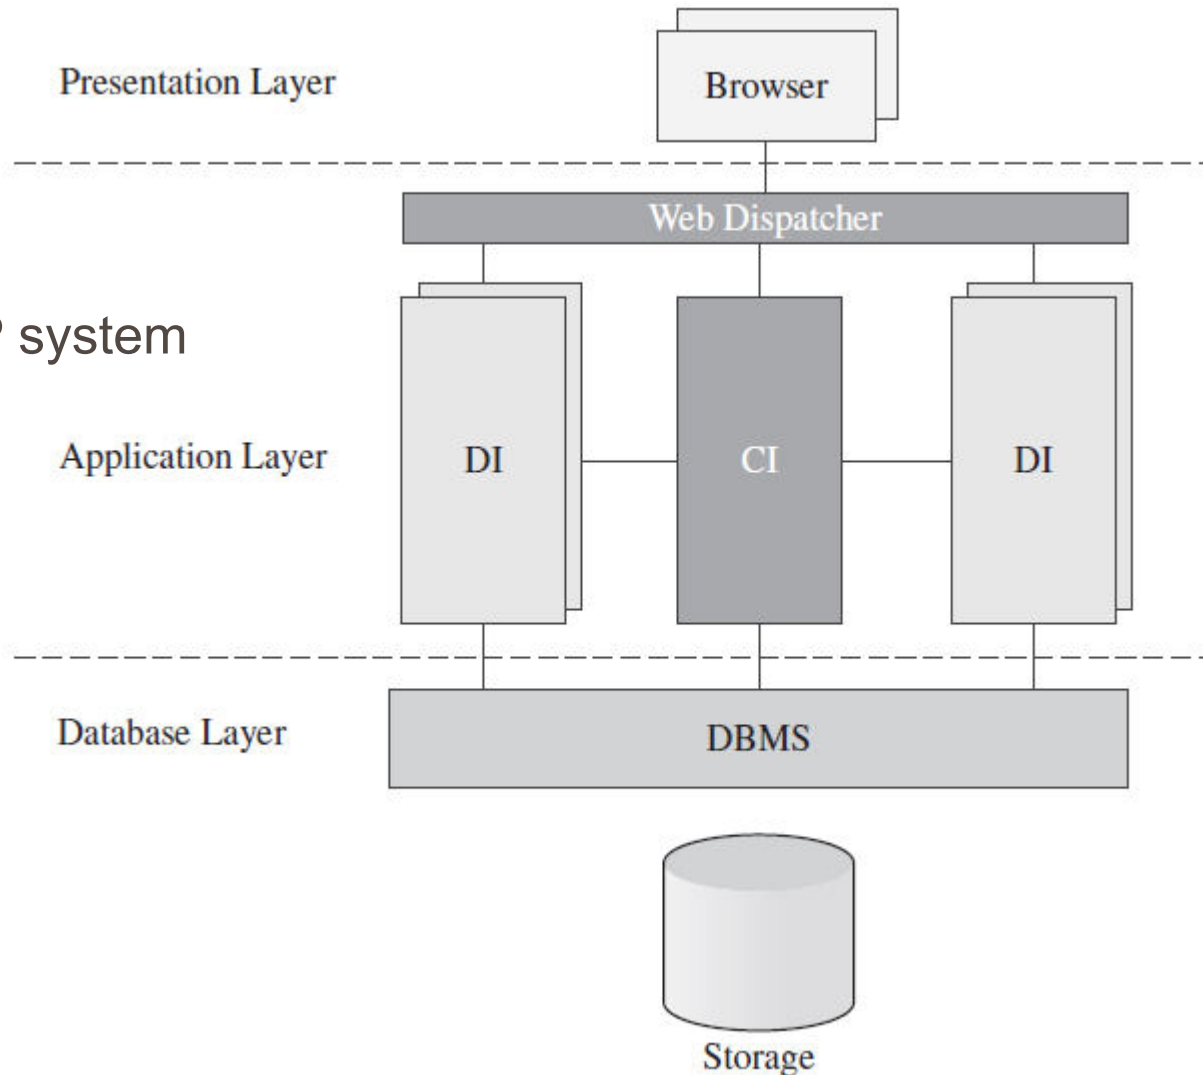 Presentation Layer
Browser
Web Dispatcher
system
Application Layer
DI
CI
DI
Database Layer
DBMS
Storage